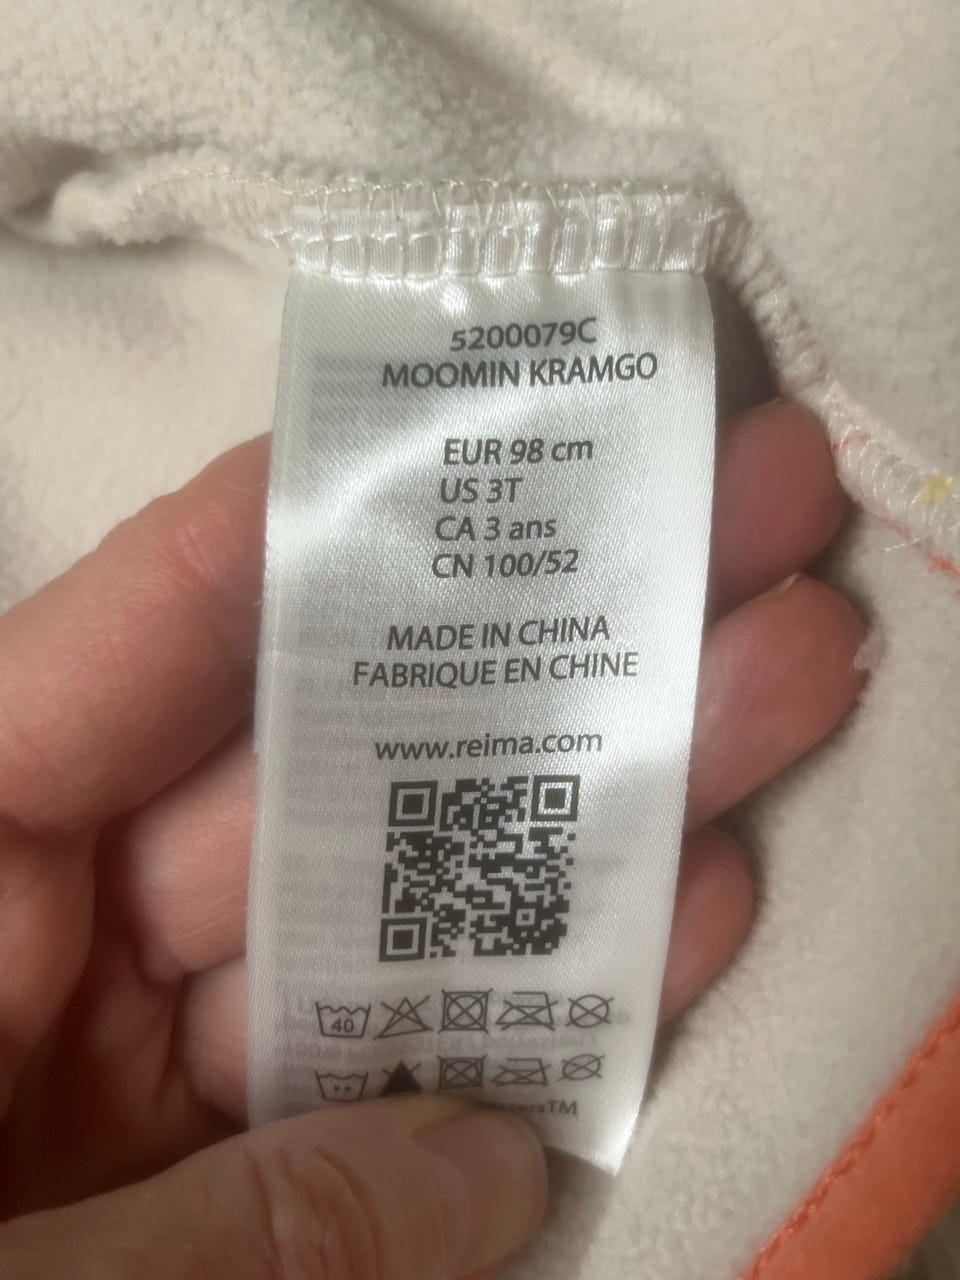 5200079C
MOOMIN KRAMGO
EUR 98 cm
US 3T
CA 3 ans
CN 100/52
MADE IN CHINA
FABRIQUE EN CHINE
www.reima.com
40